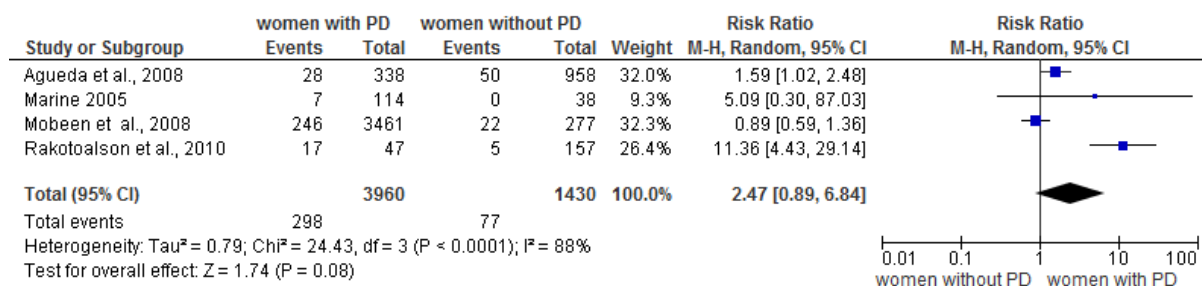 women with PD women without PD Risk Ratio Risk Ratio
Study or Subgroup Events Total Events Total Weight M-H, Random, 95% CI M-H, Random, 95% CI
Agueda et al., 2008 28 338 50 958 32.0% 1.59 [1.02, 2.48]
Marine 2005 7 114 0 38 9.3% 5.09 [0.30, 87.03]
Mobeen et al., 2008 246 3461 22 277 32.3% 0.89 [0.59, 1.36]
Rakotoalson et al., 2010 17 47 5 157 26.4% 11.36 [4.43, 29.14]
Total (95% CI) 3960 1430 100.0% 2.47 [0.89, 6.84]
Total events 298 77
Heterogeneity: Tau² = 0.79; Chi² = 24.43, df = 3 (P < 0.0001); I² = 88%
Test for overall effect: Z = 1.74 (P = 0.08)
0.01 0.1 1 10 100
women without PD women with PD